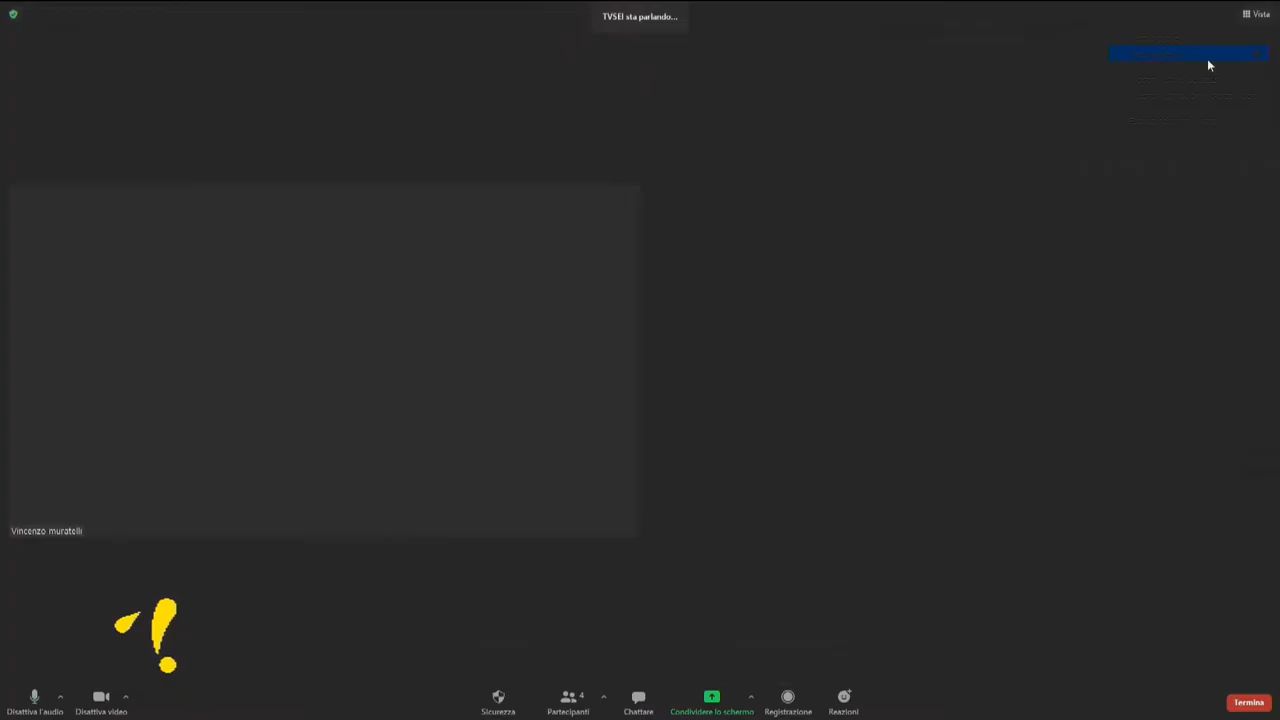 TVSEI sta parlando...
Vista
Vincenzo muratelli
Disattiva l'audio
Disattiva video
Sicurezza
Partecipanti
4
Chattare
Condividere lo schermo
Registrazione
Reazioni
Termina